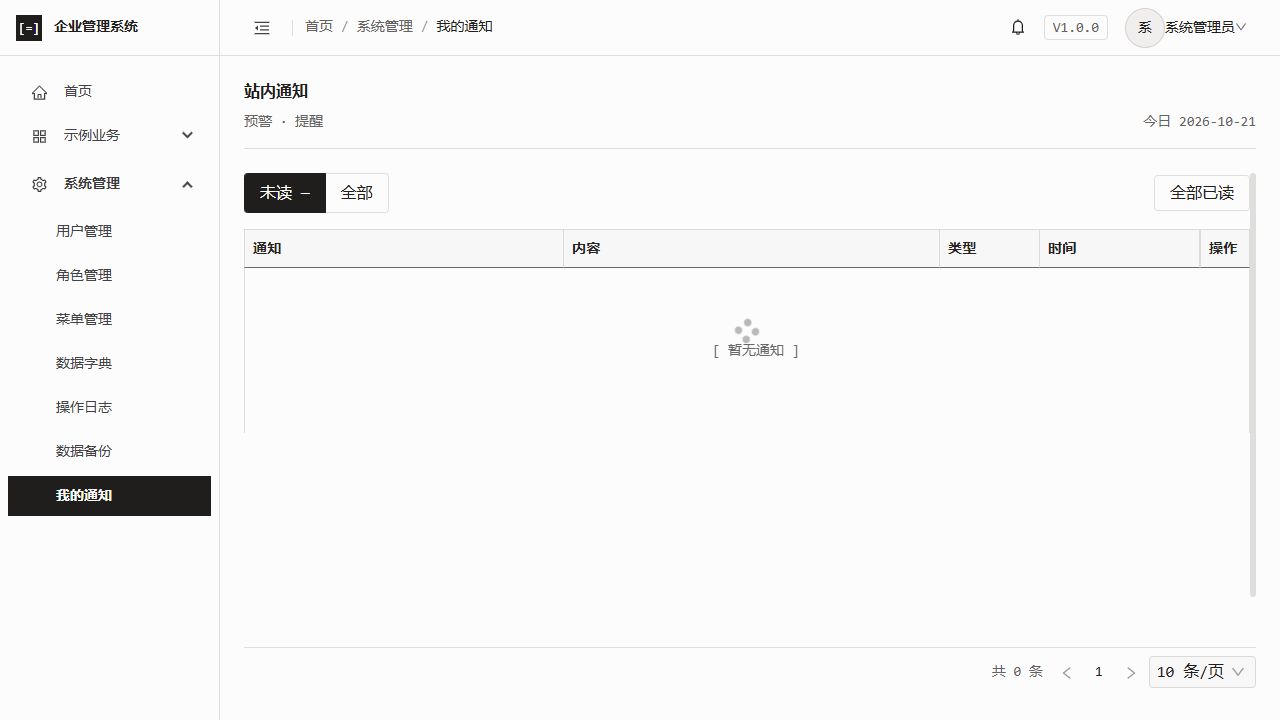 [=] 企业管理系统
首页 / 系统管理 / 我的通知
V1.0.0
系 系统管理员
首页
示例业务
系统管理
用户管理
角色管理
菜单管理
数据字典
操作日志
数据备份
我的通知
站内通知
预警 · 提醒
今日 2026-10-21
未读 — 全部
全部已读
通知 内容 类型 时间 操作
[ 暂无通知 ]
共 0 条 1 10 条/页